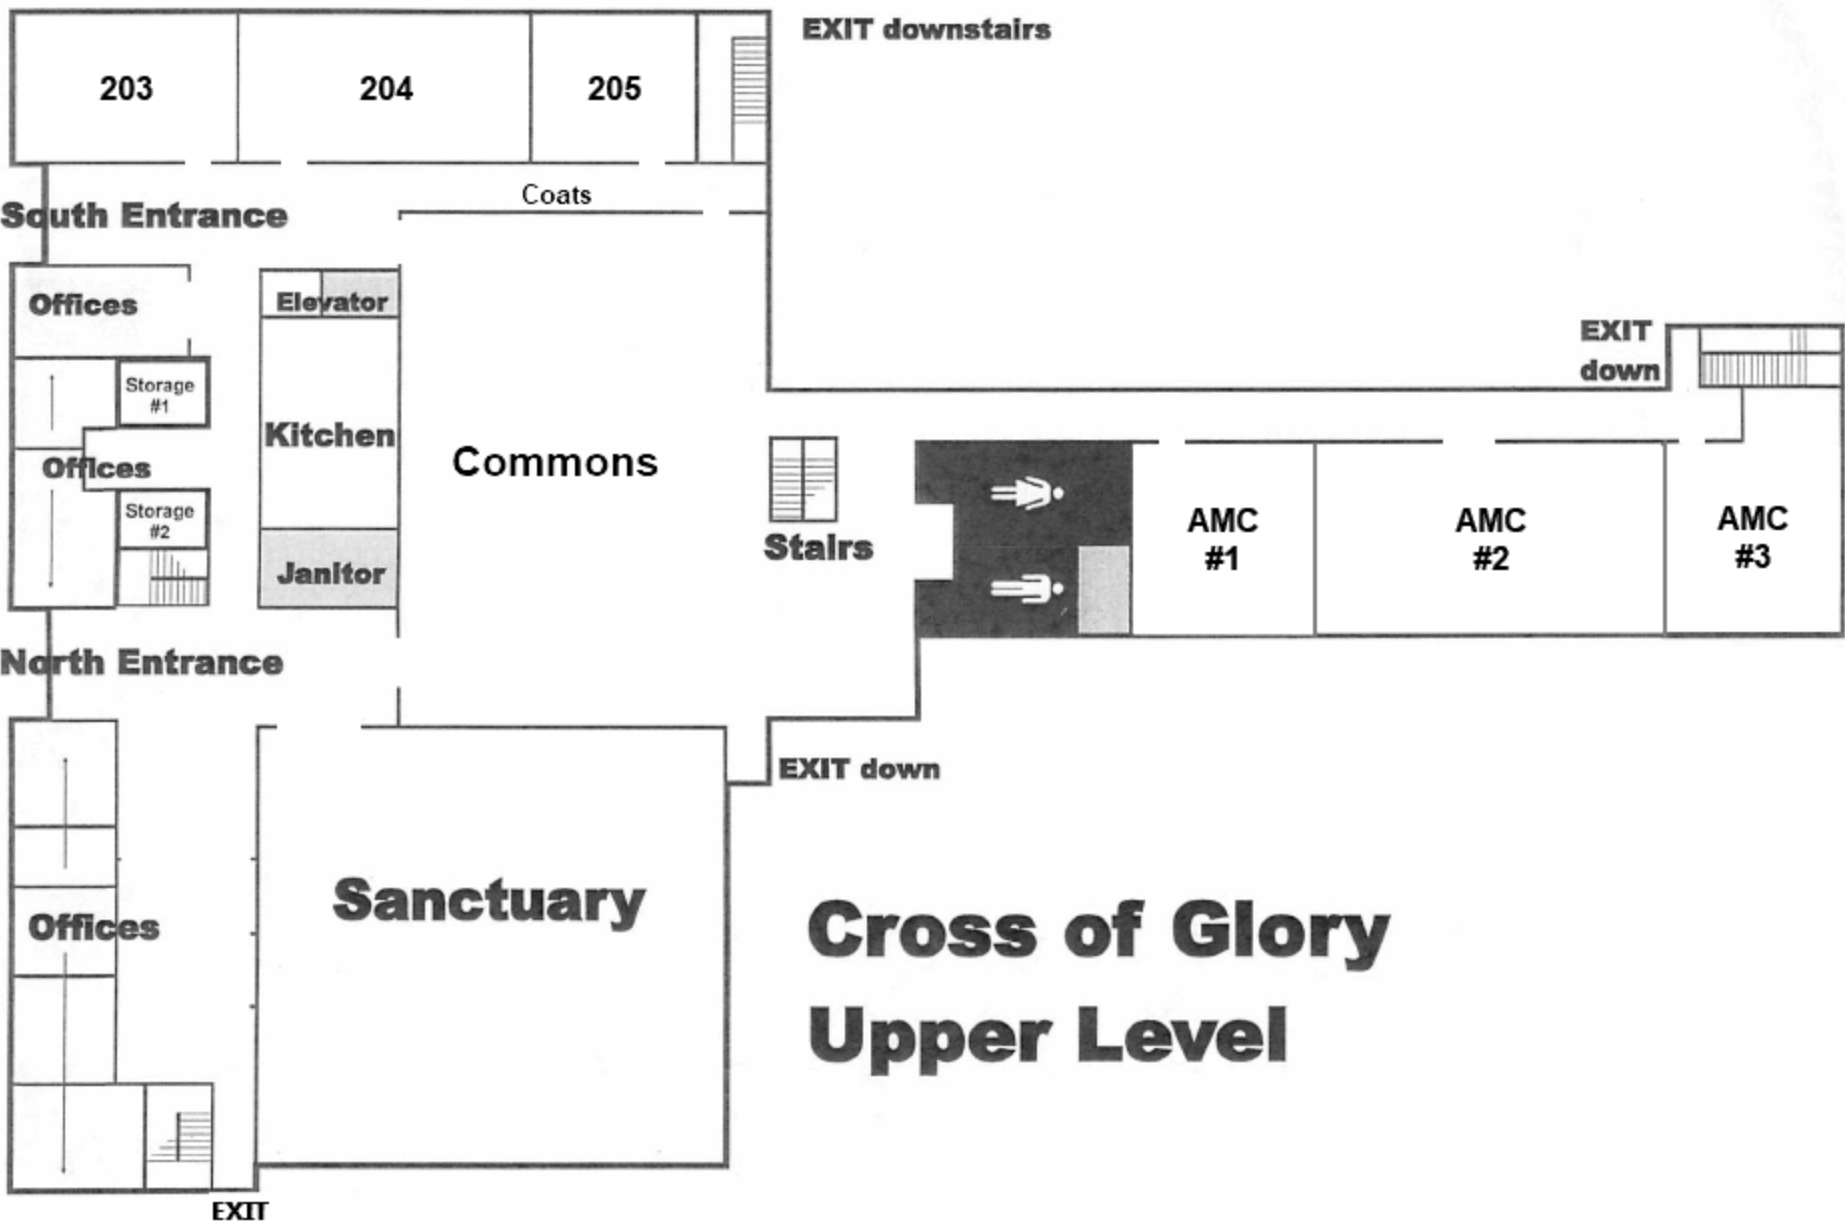 EXIT downstairs
203
204
205
Coats
South Entrance
Offices
Elevator
EXIT
down
Storage
#1
Kitchen
Commons
Offices
Storage
#2
Stairs
AMC
#1
AMC
#2
AMC
#3
Janitor
North Entrance
EXIT down
Sanctuary
Offices
Cross of Glory
Upper Level
EXIT